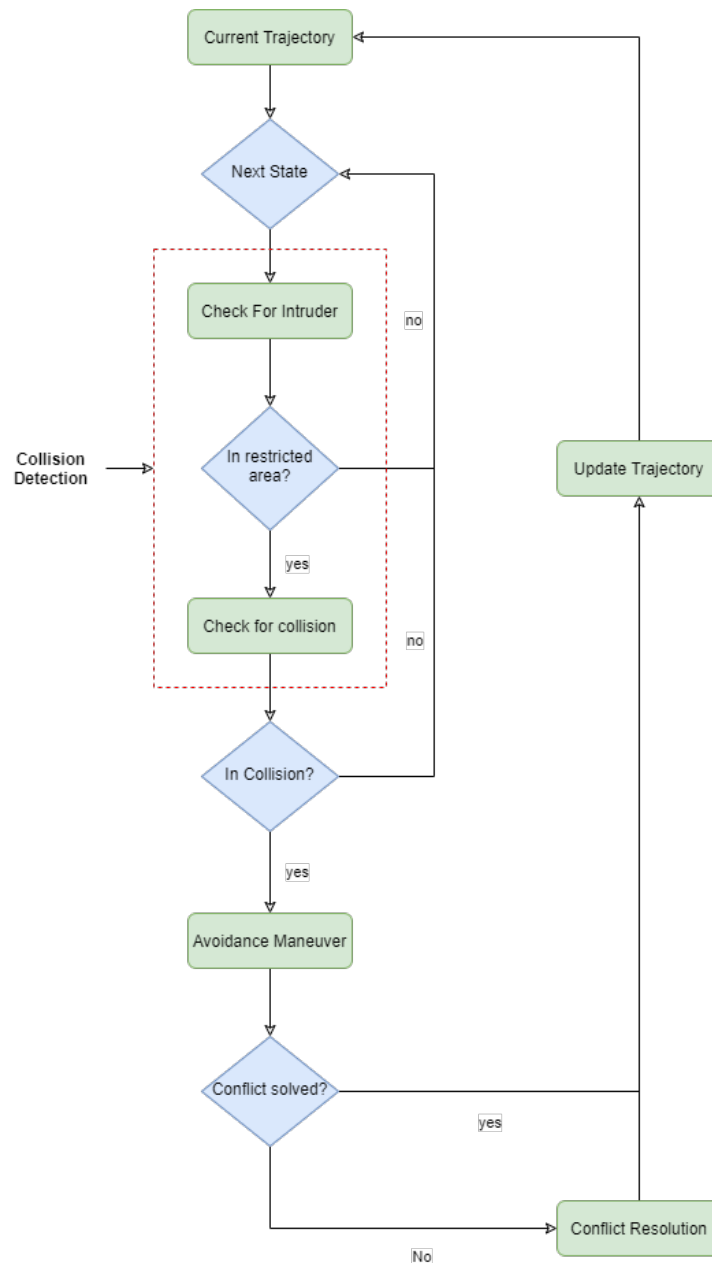 Current Trajectory
Next State
Check For Intruder
no
In restricted
area?
Collision
Detection
Update Trajectory
yes
Check for collision
no
In Collision?
yes
Avoidance Maneuver
Conflict solved?
yes
Conflict Resolution
No